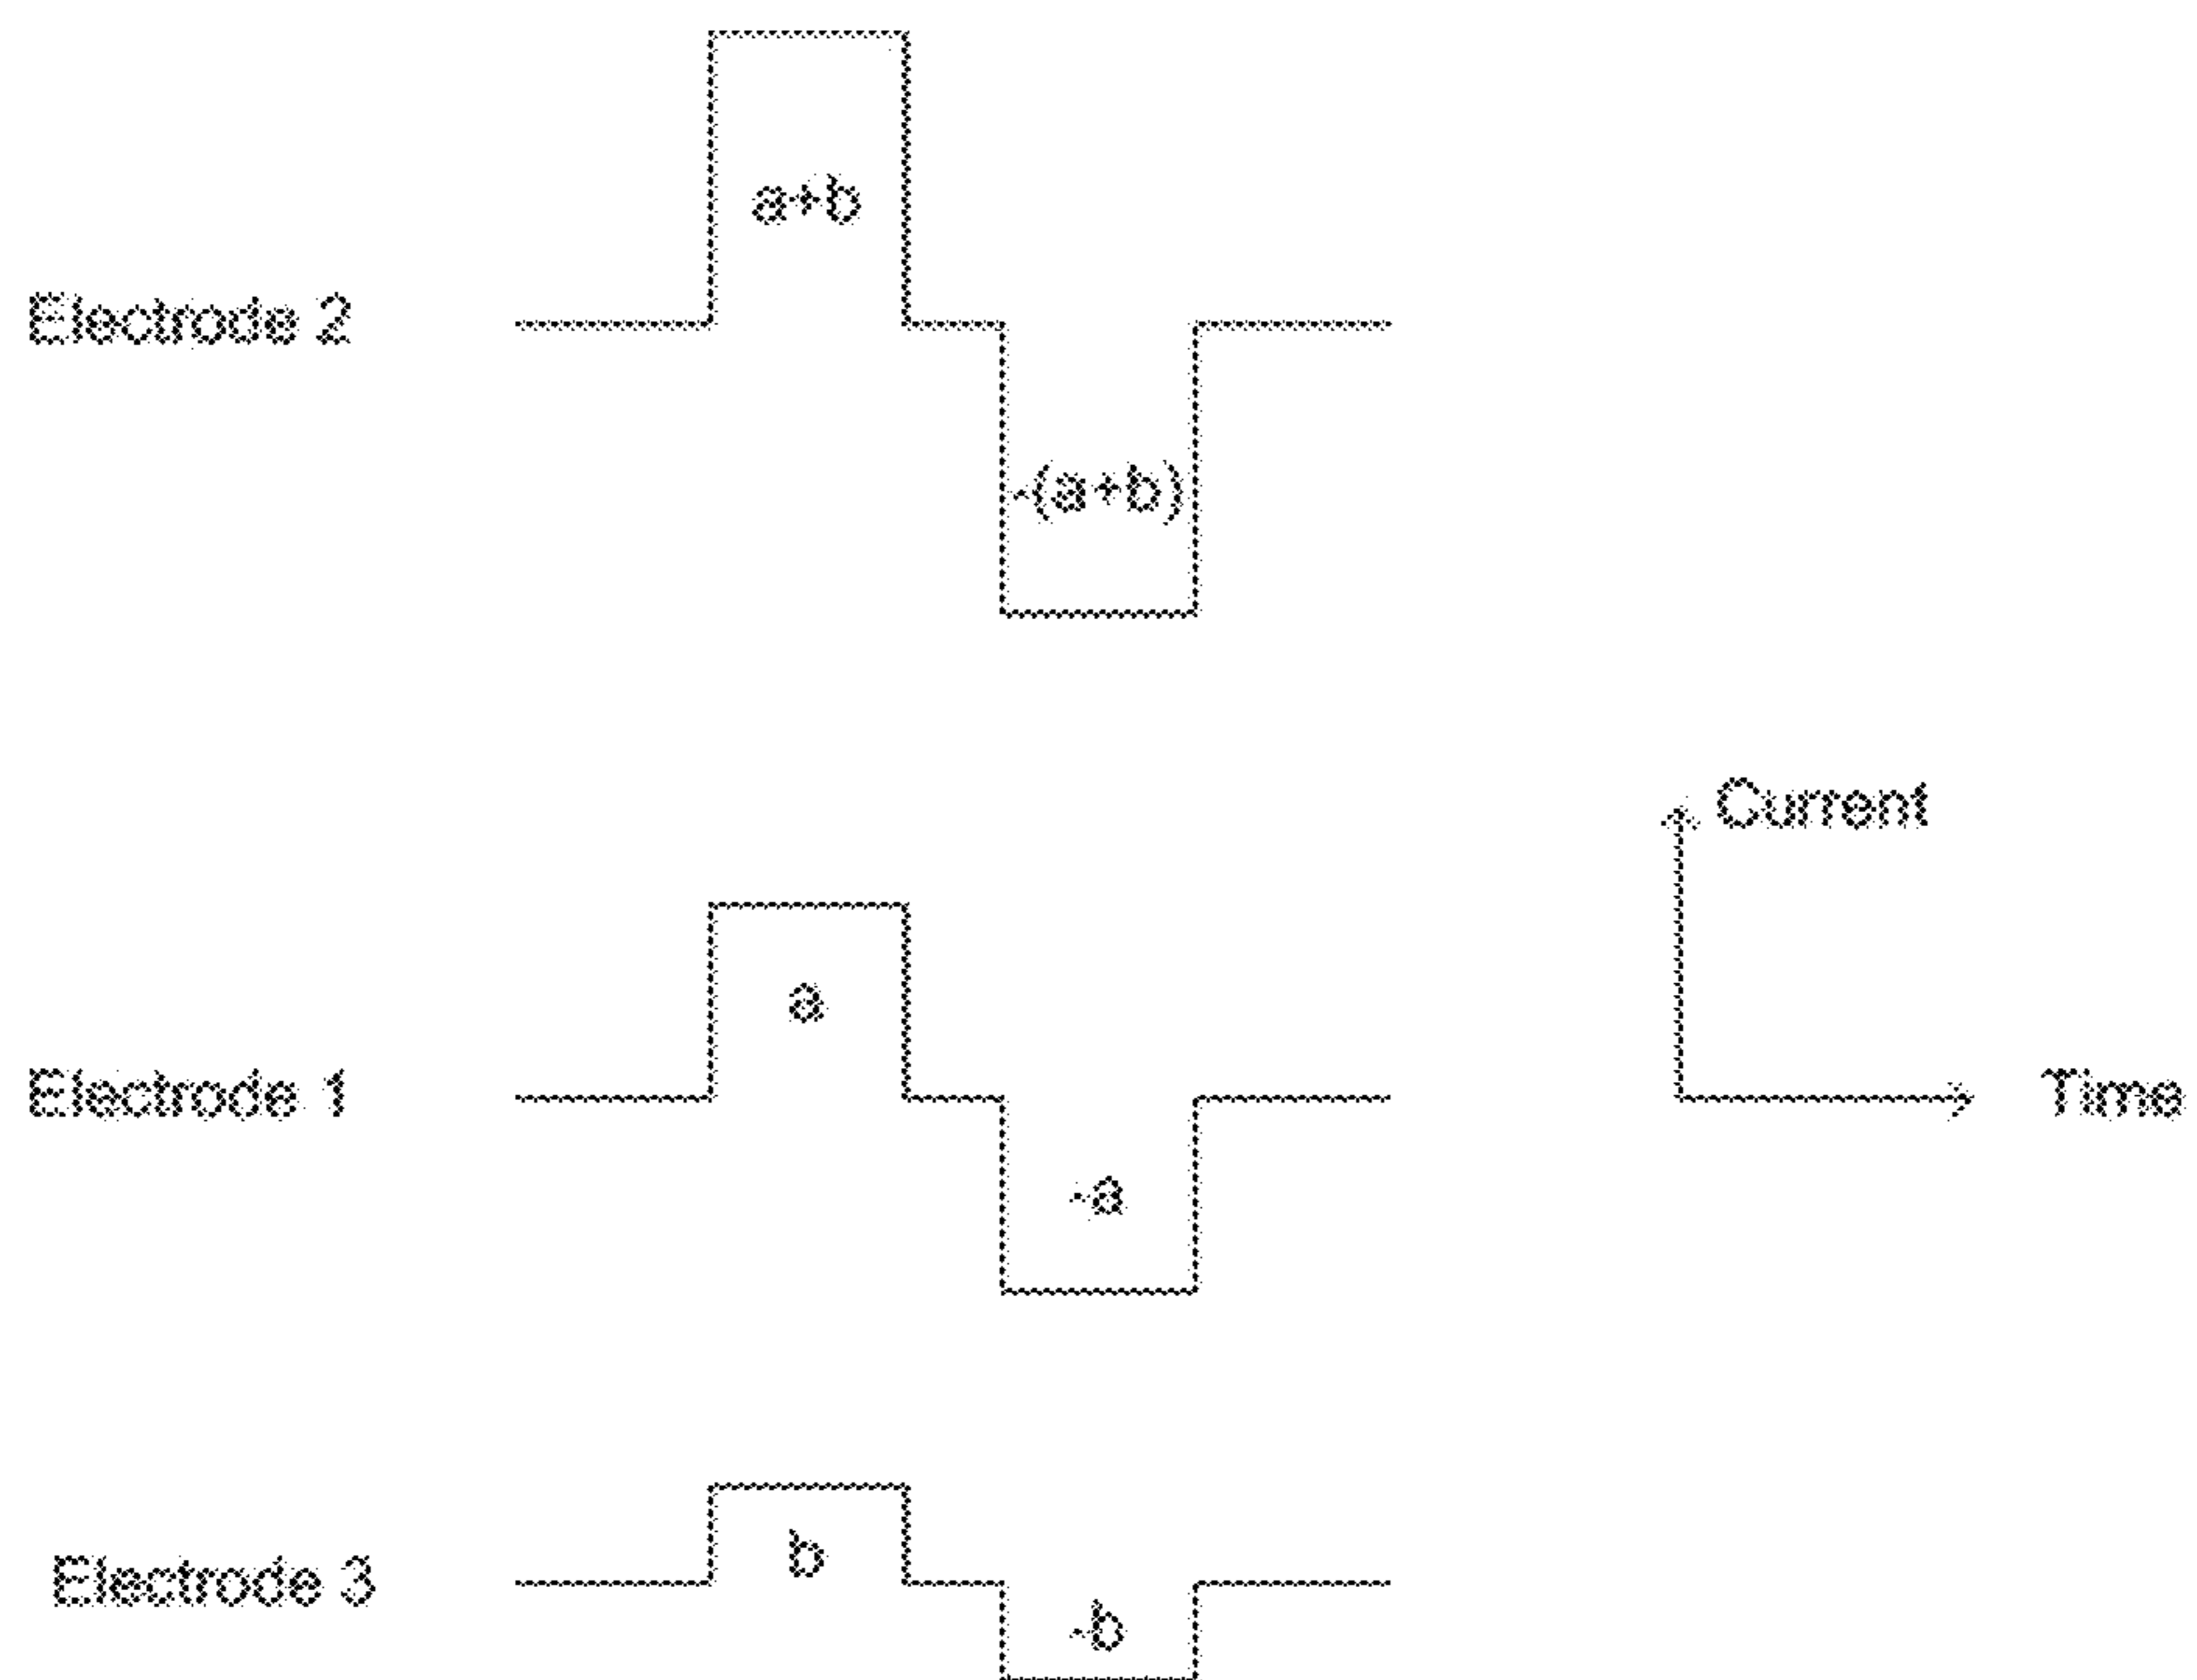 a+b
Electrode 2
-(a+b)
Current
a
Electrode 1
Time
-a
b
Electrode 3
-b